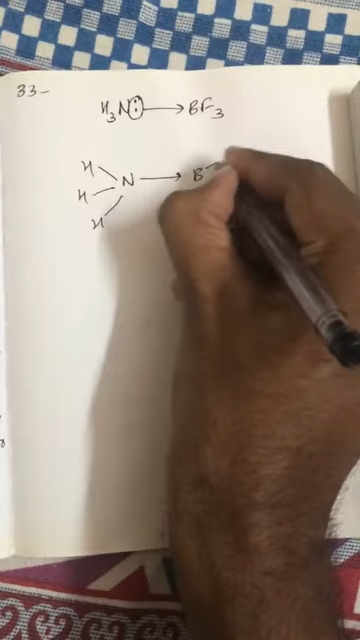 33-
H₃N: → BF₃
H
H N → B
H